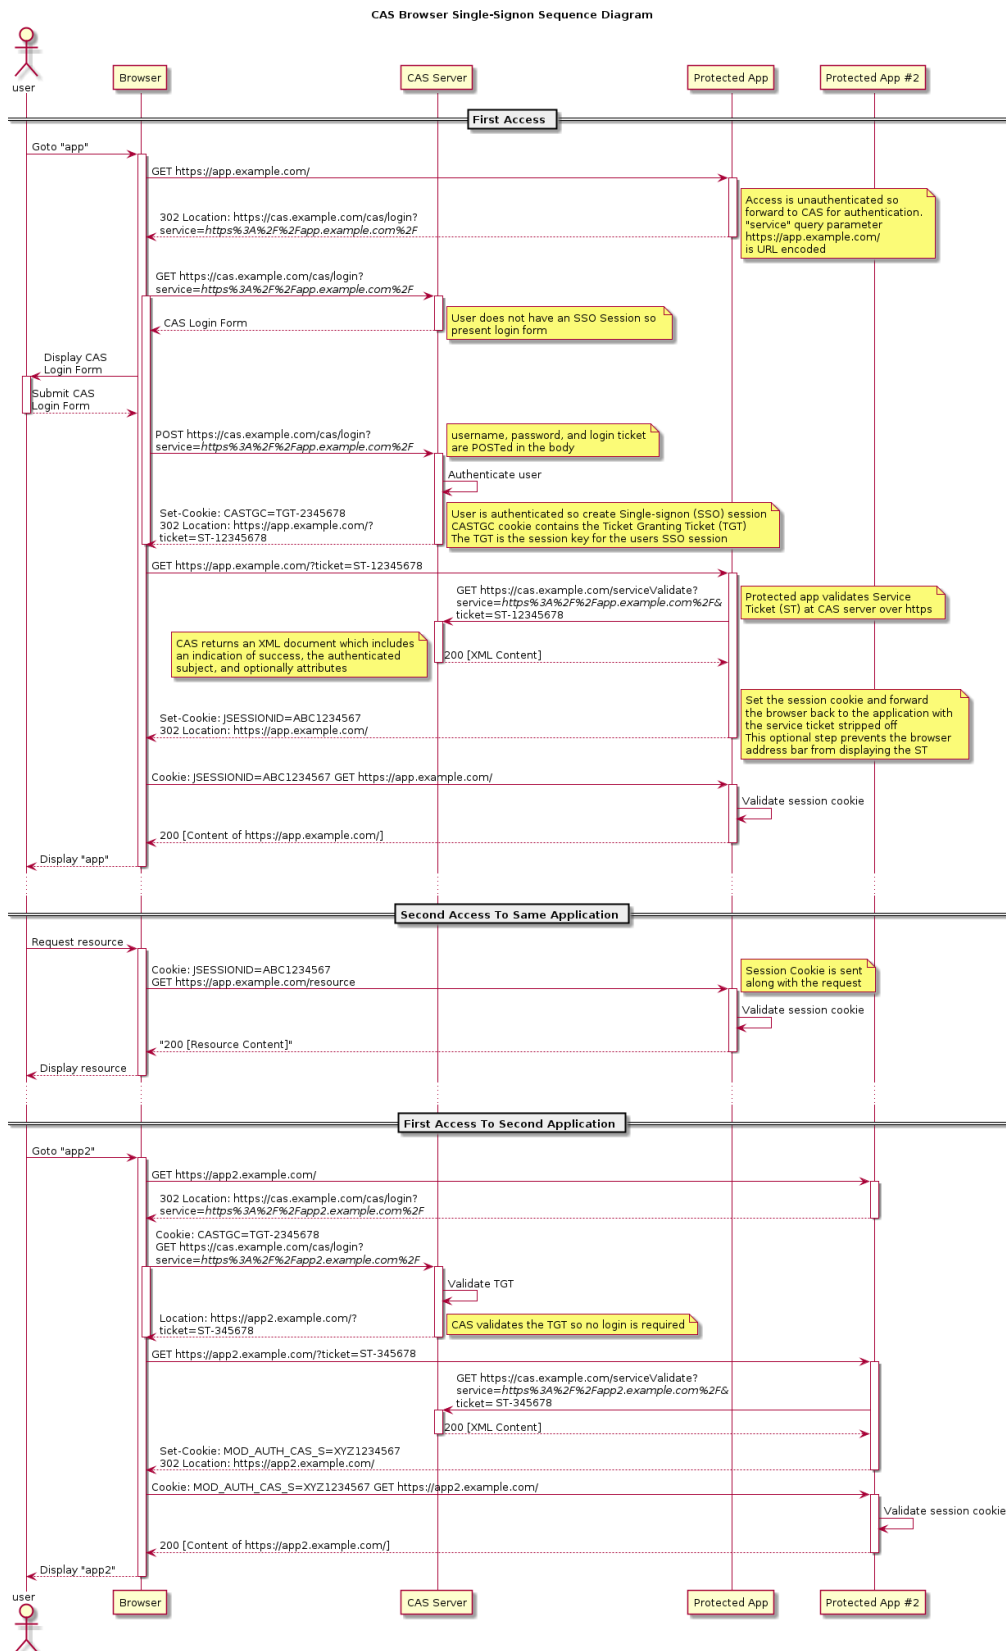 CAS Browser Single-Signon Sequence Diagram
user
Browser
CAS Server
Protected App
Protected App #2
First Access
Goto "app"
GET https://app.example.com/
Access is unauthenticated so
forward to CAS for authentication.
"service" query parameter
https://app.example.com/
is URL encoded
302 Location: https://cas.example.com/cas/login?
service=https%3A%2F%2Fapp.example.com%2F
GET https://cas.example.com/cas/login?
service=https%3A%2F%2Fapp.example.com%2F
User does not have an SSO Session so
present login form
CAS Login Form
Display CAS
Login Form
Submit CAS
Login Form
POST https://cas.example.com/cas/login?
service=https%3A%2F%2Fapp.example.com%2F
username, password, and login ticket
are POSTed in the body
Authenticate user
Set-Cookie: CASTGC=TGT-2345678
302 Location: https://app.example.com/?
ticket=ST-12345678
User is authenticated so create Single-signon (SSO) session
CASTGC cookie contains the Ticket Granting Ticket (TGT)
The TGT is the session key for the users SSO session
GET https://app.example.com/?ticket=ST-12345678
GET https://cas.example.com/serviceValidate?
service=https%3A%2F%2Fapp.example.com%2F&
ticket=ST-12345678
Protected app validates Service
Ticket (ST) at CAS server over https
CAS returns an XML document which includes
an indication of success, the authenticated
subject, and optionally attributes
200 [XML Content]
Set-Cookie: JSESSIONID=ABC1234567
302 Location: https://app.example.com/
Set the session cookie and forward
the browser back to the application with
the service ticket stripped off
This optional step prevents the browser
address bar from displaying the ST
Cookie: JSESSIONID=ABC1234567 GET https://app.example.com/
Validate session cookie
200 [Content of https://app.example.com/]
Display "app"
Second Access To Same Application
Request resource
Cookie: JSESSIONID=ABC1234567
GET https://app.example.com/resource
Session Cookie is sent
along with the request
Validate session cookie
"200 [Resource Content]"
Display resource
First Access To Second Application
Goto "app2"
GET https://app2.example.com/
302 Location: https://cas.example.com/cas/login?
service=https%3A%2F%2Fapp2.example.com%2F
Cookie: CASTGC=TGT-2345678
GET https://cas.example.com/cas/login?
service=https%3A%2F%2Fapp2.example.com%2F
Validate TGT
Location: https://app2.example.com/?
ticket=ST-345678
CAS validates the TGT so no login is required
GET https://app2.example.com/?ticket=ST-345678
GET https://cas.example.com/serviceValidate?
service=https%3A%2F%2Fapp2.example.com%2F&
ticket= ST-345678
200 [XML Content]
Set-Cookie: MOD_AUTH_CAS_S=XYZ1234567
302 Location: https://app2.example.com/
Cookie: MOD_AUTH_CAS_S=XYZ1234567 GET https://app2.example.com/
Validate session cookie
200 [Content of https://app2.example.com/]
Display "app2"
user
Browser
CAS Server
Protected App
Protected App #2